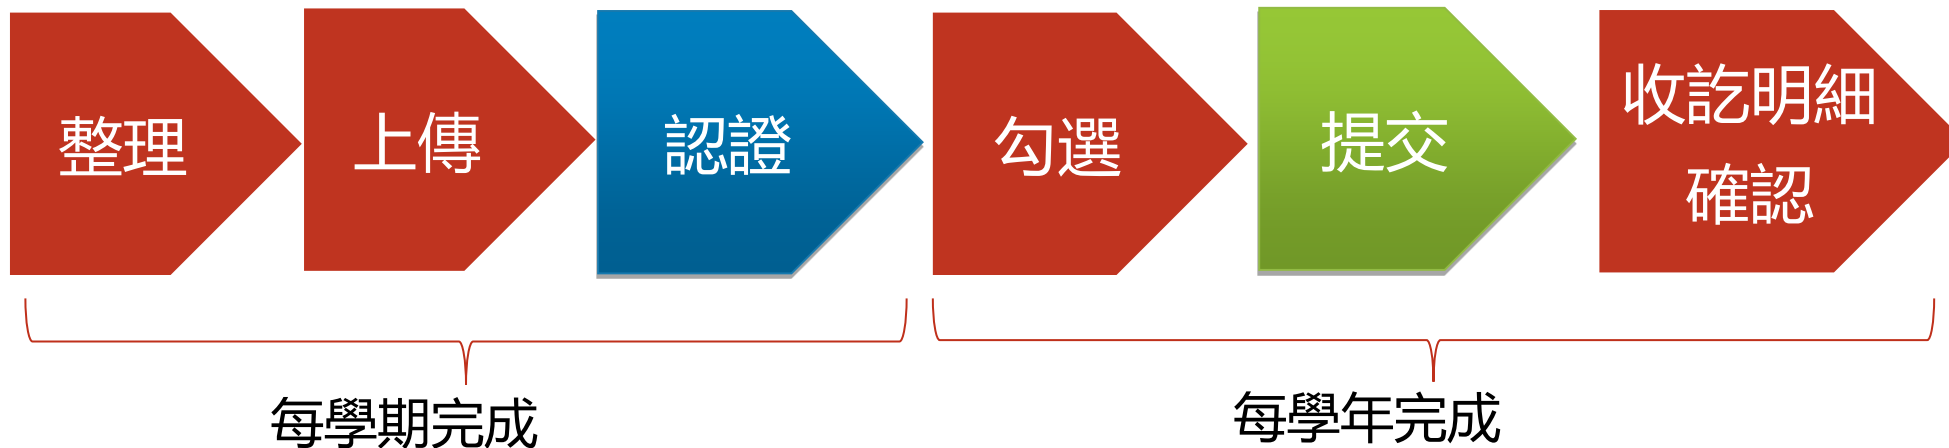 整理
上傳
認證
勾選
提交
收訖明細
確認
每學期完成
每學年完成